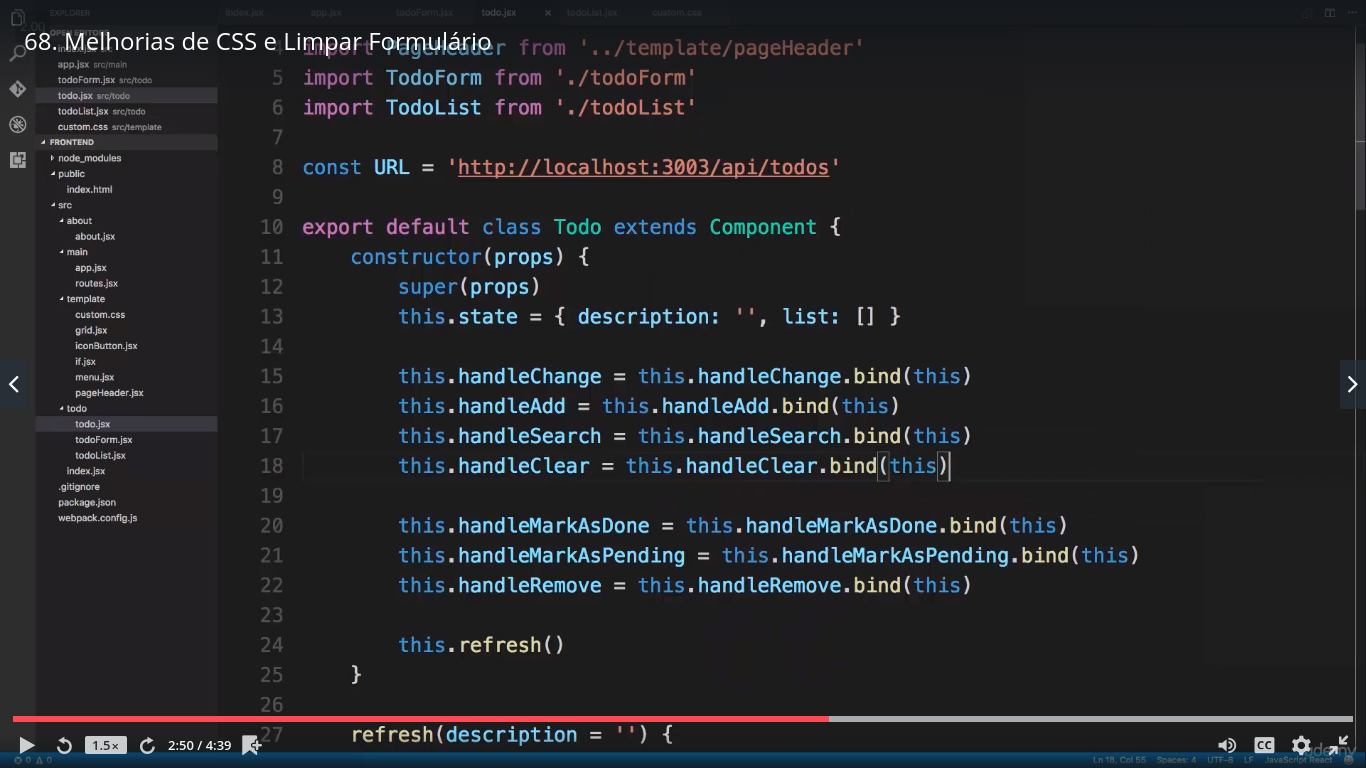 EXPLORER
index.jsx app.jsx todoForm.jsx todo.jsx todoList.jsx custom.css
68. Melhorias de CSS e Limpar Formulário
OPEN EDITORS
app.jsx src/main
todoForm.jsx src/todo
todo.jsx src/todo
todoList.jsx src/todo
custom.css src/template
FRONTEND
node_modules
public
index.html
src
about
about.jsx
main
app.jsx
routes.jsx
template
custom.css
grid.jsx
iconButton.jsx
if.jsx
menu.jsx
pageHeader.jsx
todo
todo.jsx
todoForm.jsx
todoList.jsx
index.jsx
.gitignore
package.json
webpack.config.js
import PageHeader from '../template/pageHeader'
5 import TodoForm from './todoForm'
6 import TodoList from './todoList'
7
8 const URL = 'http://localhost:3003/api/todos'
9
10 export default class Todo extends Component {
11 constructor(props) {
12 super(props)
13 this.state = { description: '', list: [] }
14
15 this.handleChange = this.handleChange.bind(this)
16 this.handleAdd = this.handleAdd.bind(this)
17 this.handleSearch = this.handleSearch.bind(this)
18 this.handleClear = this.handleClear.bind(this)
19
20 this.handleMarkAsDone = this.handleMarkAsDone.bind(this)
21 this.handleMarkAsPending = this.handleMarkAsPending.bind(this)
22 this.handleRemove = this.handleRemove.bind(this)
23
24 this.refresh()
25 }
26
27 refresh(description = '') {
1.5x 2:50 / 4:39 CC
0 0 Ln 18, Col 55 Spaces: 4 UTF-8 LF JavaScript React